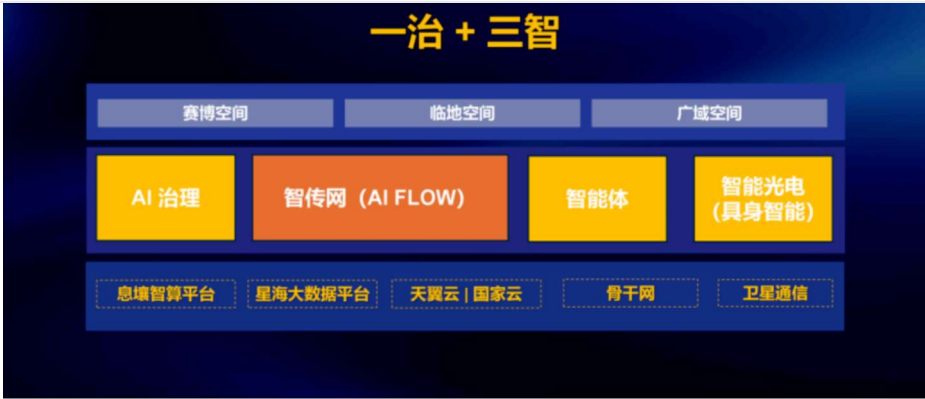 一治 + 三智
赛博空间 临地空间 广域空间
AI 治理 智传网（AI FLOW） 智能体 智能光电
(具身智能)
息壤智算平台 星海大数据平台 天翼云 | 国家云 骨干网 卫星通信